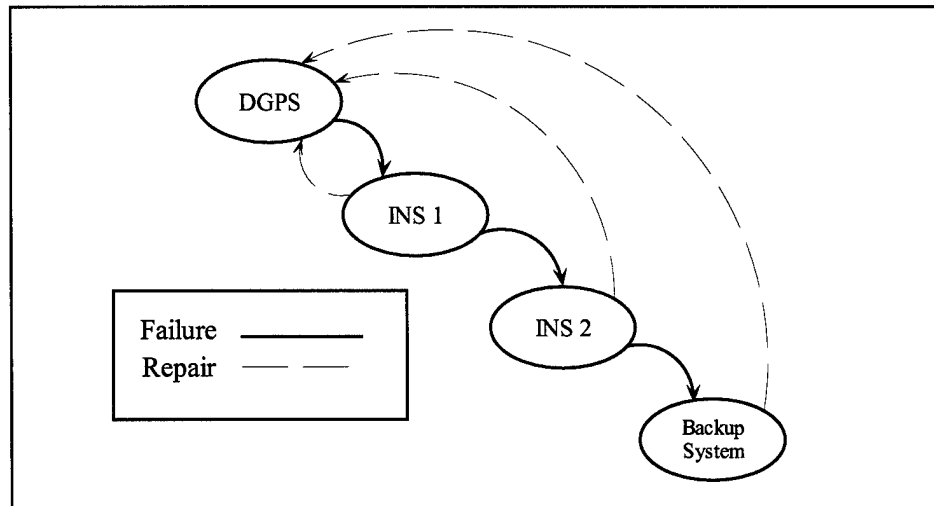 DGPS
INS 1
INS 2
Backup
System
Failure
Repair